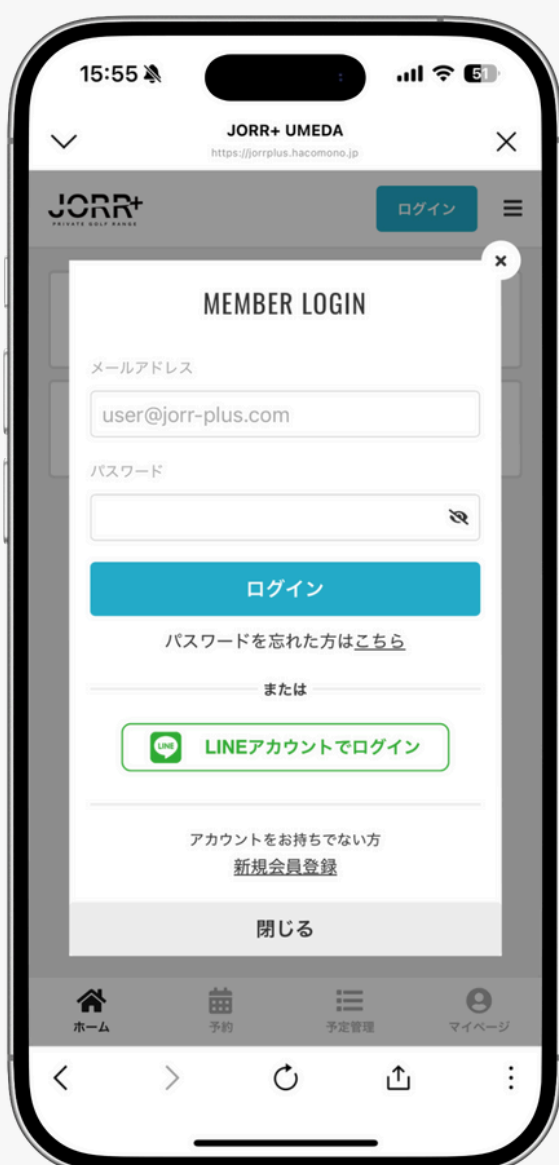 15:55
51
JORR+ UMEDA
https://jorrplus.hacomono.jp
JORR+
PRIVATE GOLF RANGE
ログイン
MEMBER LOGIN
メールアドレス
user@jorr-plus.com
パスワード
ログイン
パスワードを忘れた方はこちら
または
LINE
LINEアカウントでログイン
アカウントをお持ちでない方
新規会員登録
閉じる
ホーム
予約
予定管理
マイページ